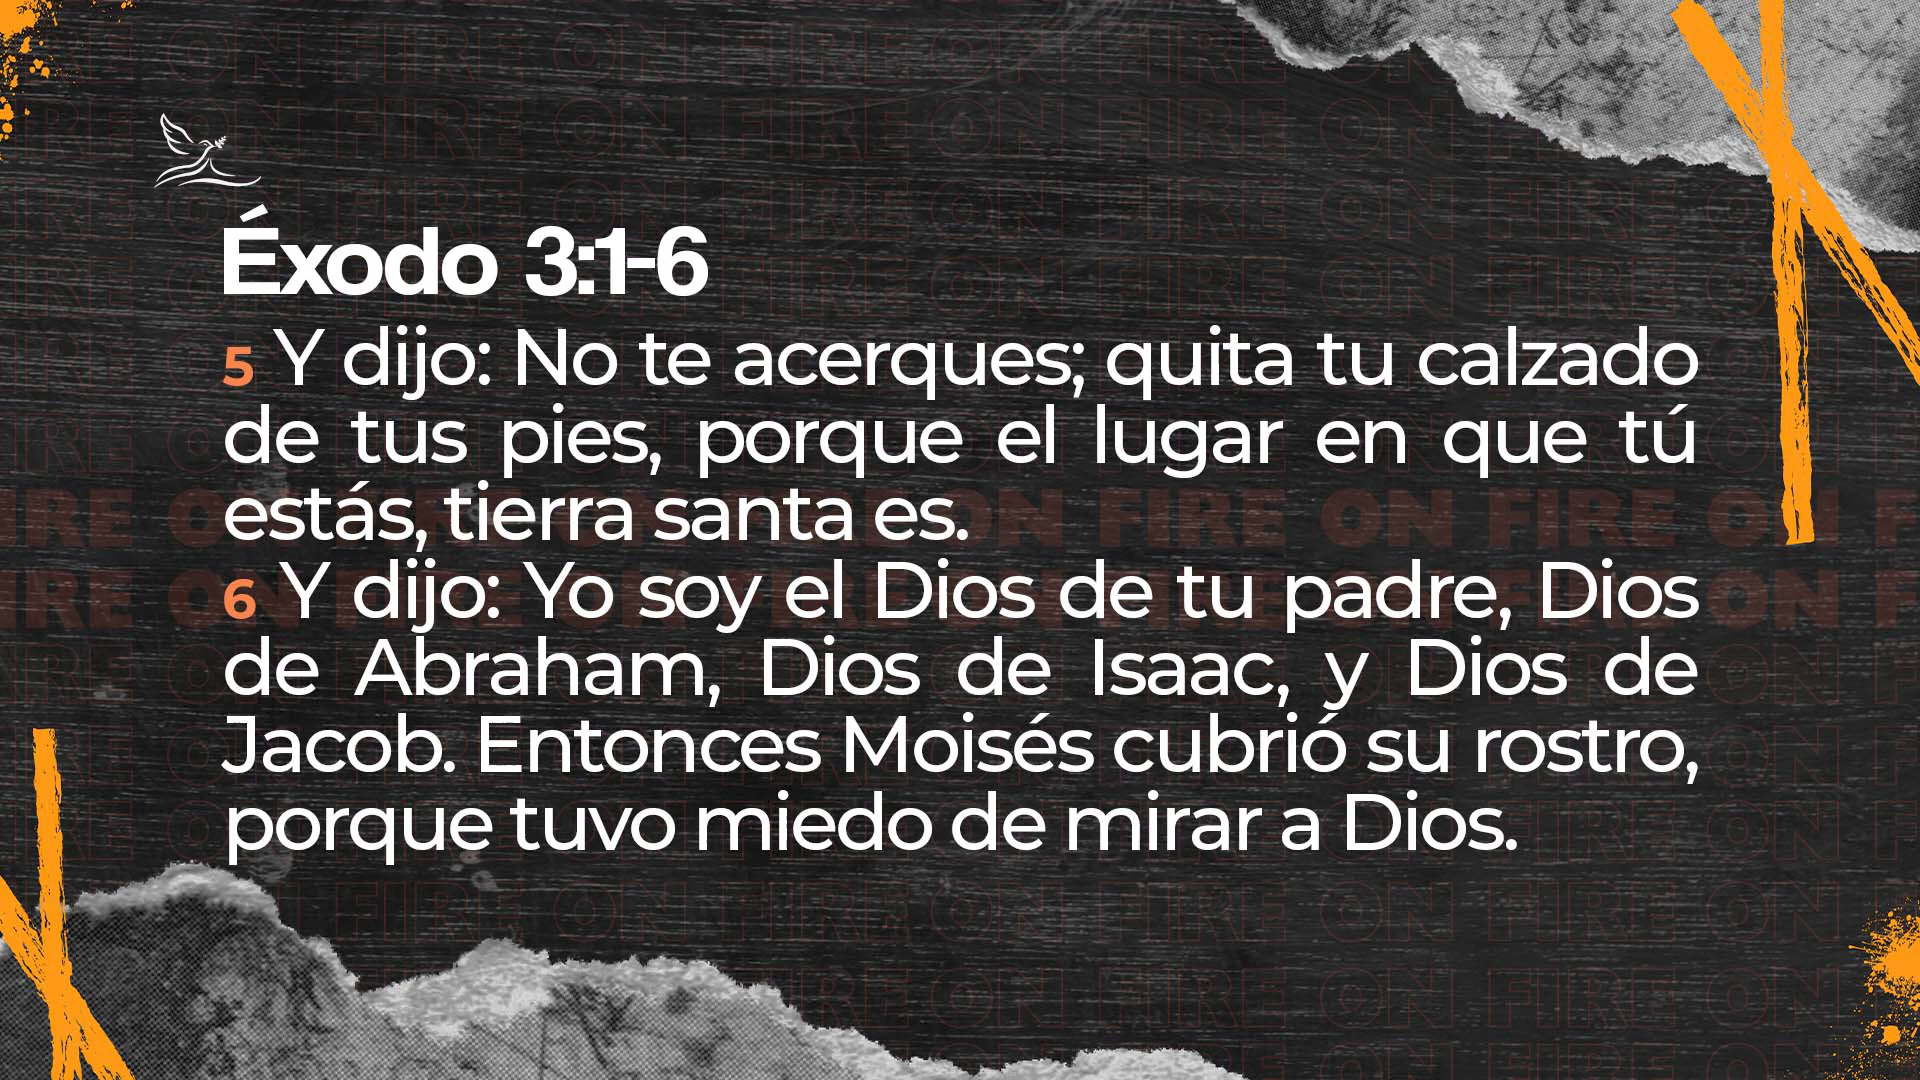 Éxodo 3:1-6
5 Y dijo: No te acerques; quita tu calzado
de tus pies, porque el lugar en que tú
estás, tierra santa es.
6 Y dijo: Yo soy el Dios de tu padre, Dios
de Abraham, Dios de Isaac, y Dios de
Jacob. Entonces Moisés cubrió su rostro,
porque tuvo miedo de mirar a Dios.